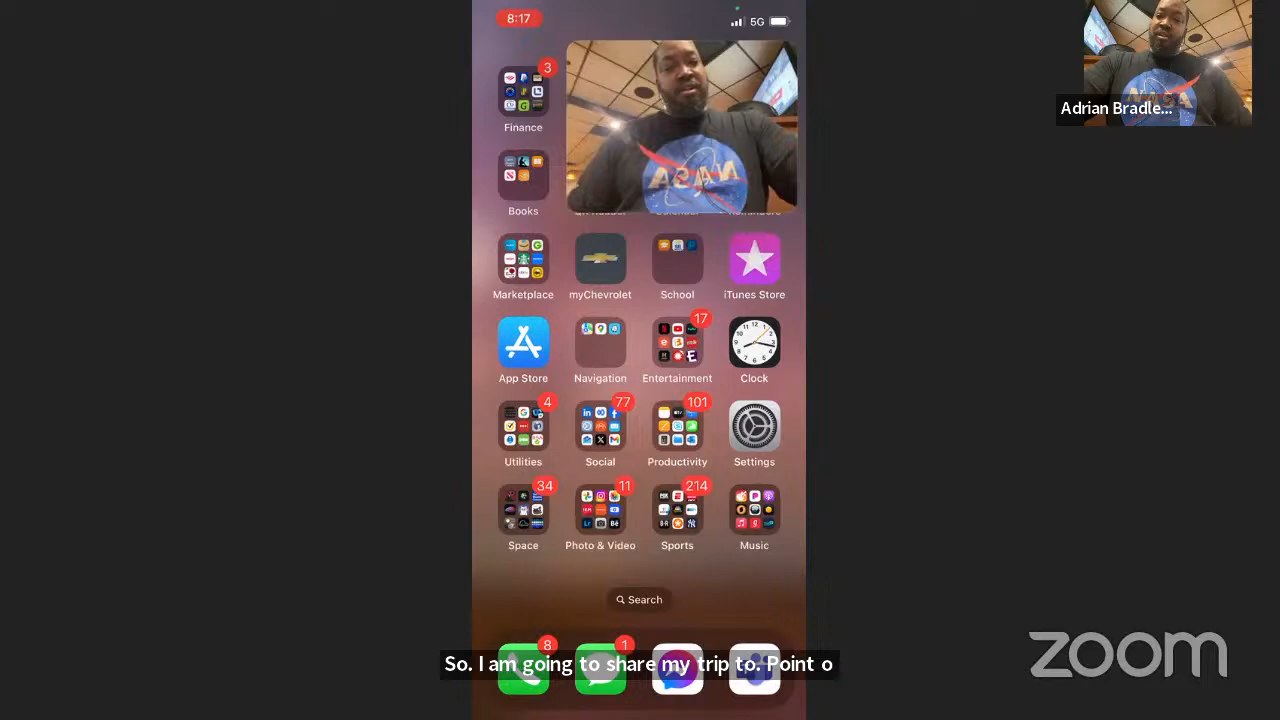 8:17
5G
3
Finance
NASA
NASA
Adrian Bradle...
Books
Marketplace
myChevrolet
School
iTunes Store
App Store
Navigation
17
Entertainment
Clock
4
Utilities
77
Social
101
Productivity
Settings
34
Space
11
Photo & Video
214
Sports
Music
Search
8
1
So. I am going to share my trip to. Point o
zoom